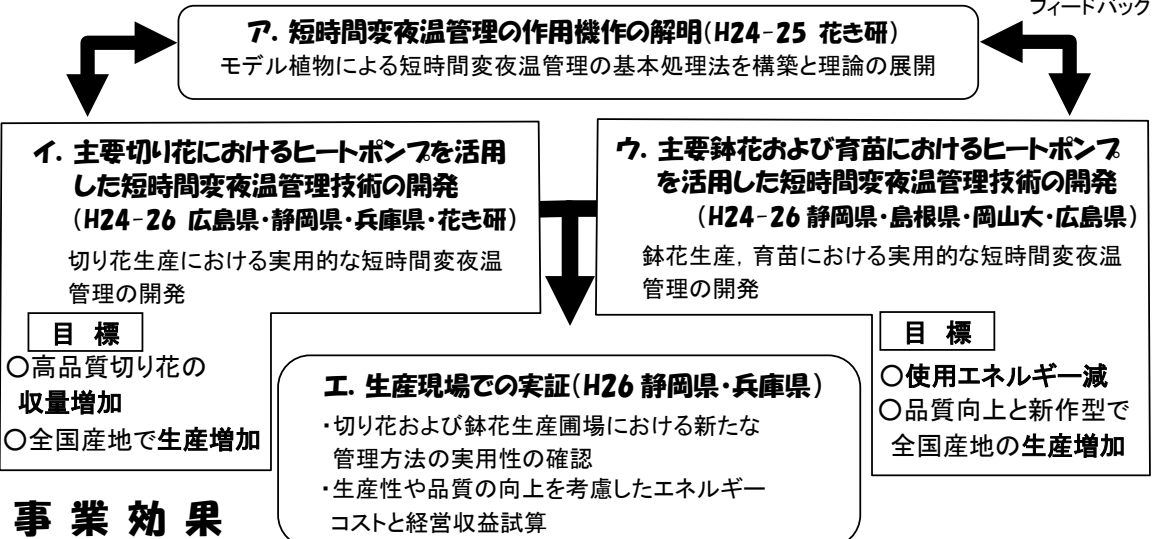 フィードバック
ア．短時間変夜温管理の作用機作の解明(H24-25 花き研)
モデル植物による短時間変夜温管理の基本処理法を構築と理論の展開
イ．主要切り花におけるヒートポンプを活用
した短時間変夜温管理技術の開発
(H24-26 広島県・静岡県・兵庫県・花き研)
切り花生産における実用的な短時間変夜温
管理の開発
目 標
○高品質切り花の
収量増加
○全国産地で生産増加
ウ．主要鉢花および育苗におけるヒートポンプ
を活用した短時間変夜温管理技術の開発
(H24-26 静岡県・島根県・岡山大・広島県)
鉢花生産，育苗における実用的な短時間変夜温
管理の開発
目 標
○使用エネルギー減
○品質向上と新作型で
全国産地の生産増加
エ．生産現場での実証(H26 静岡県・兵庫県)
・切り花および鉢花生産圃場における新たな
管理方法の実用性の確認
・生産性や品質の向上を考慮したエネルギー
コストと経営収益試算
事 業 効 果